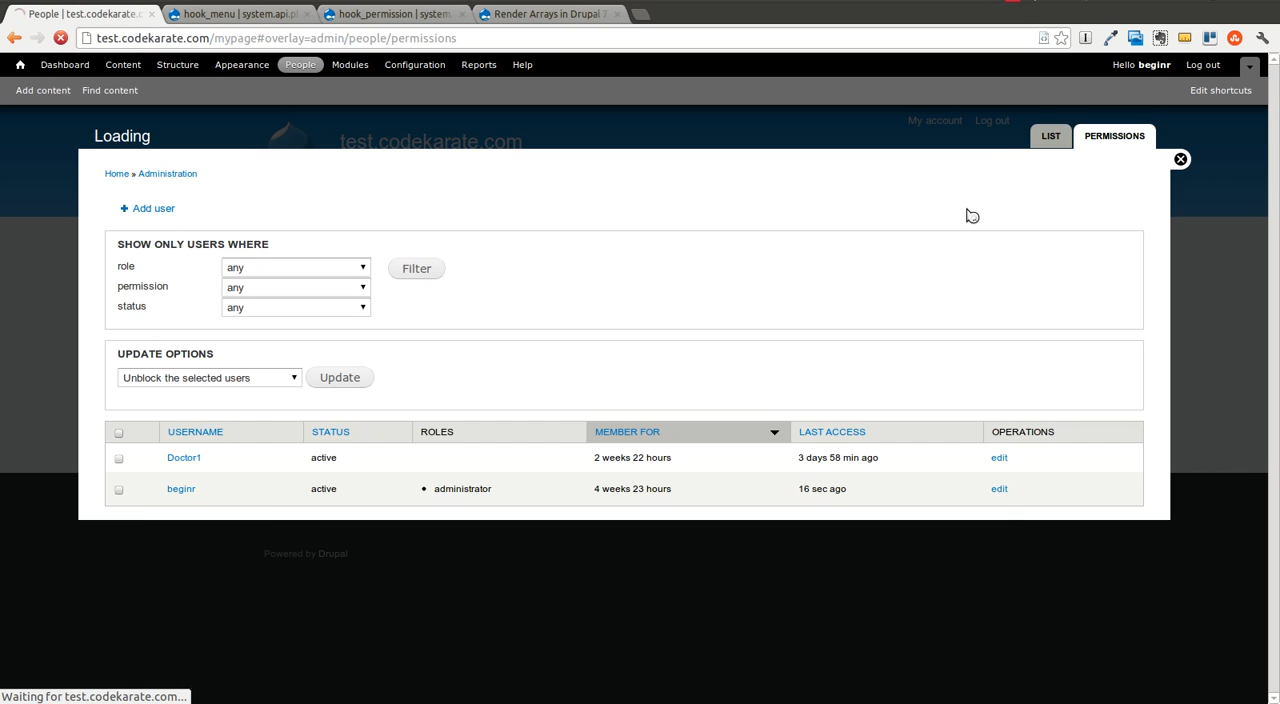 People | test.codekarate.c × hook_menu | system.api.p × hook_permission | system × Render Arrays in Drupal 7 ×
test.codekarate.com/mypage#overlay=admin/people/permissions
Dashboard Content Structure Appearance People Modules Configuration Reports Help Hello beginr Log out
Add content Find content Edit shortcuts
My account Log out
Loading test.codekarate.com LIST PERMISSIONS
Home » Administration
+ Add user
SHOW ONLY USERS WHERE
role any Filter
permission any
status any
UPDATE OPTIONS
Unblock the selected users Update
USERNAME STATUS ROLES MEMBER FOR LAST ACCESS OPERATIONS
Doctor1 active 2 weeks 22 hours 3 days 58 min ago edit
beginr active • administrator 4 weeks 23 hours 16 sec ago edit
Powered by Drupal
Waiting for test.codekarate.com...